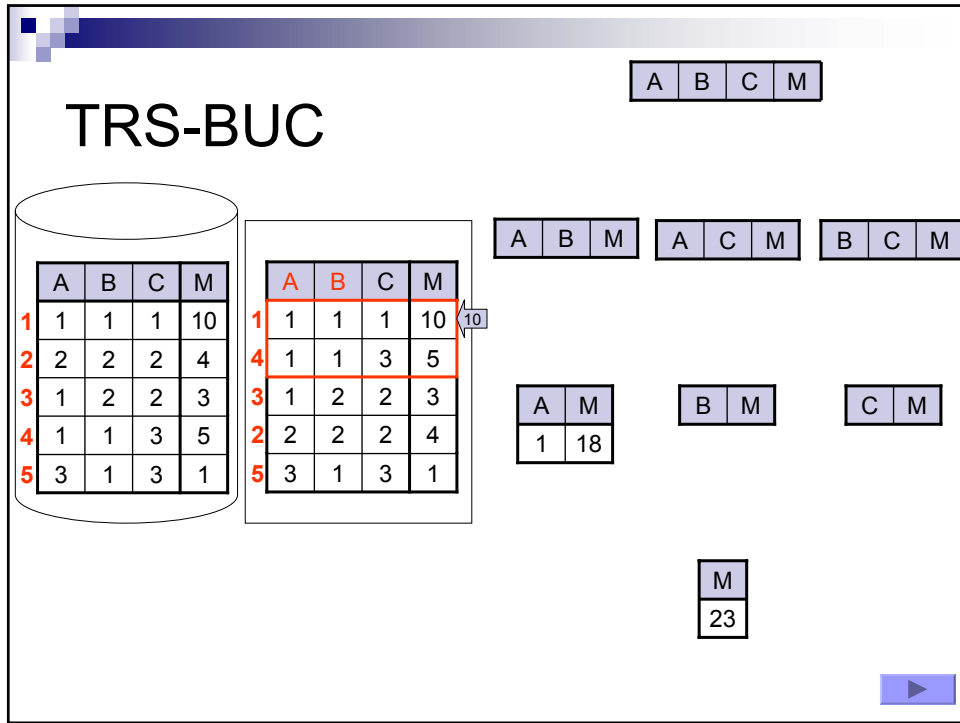 A B C M
TRS-BUC
A B M
A C M
B C M
A B C M
1 1 1 1 10
2 2 2 2 4
3 1 2 2 3
4 1 1 3 5
5 3 1 3 1
A B C M
1 1 1 1 10 10
4 1 1 3 5
3 1 2 2 3
2 2 2 2 4
5 3 1 3 1
A M
1 18
B M
C M
M
23